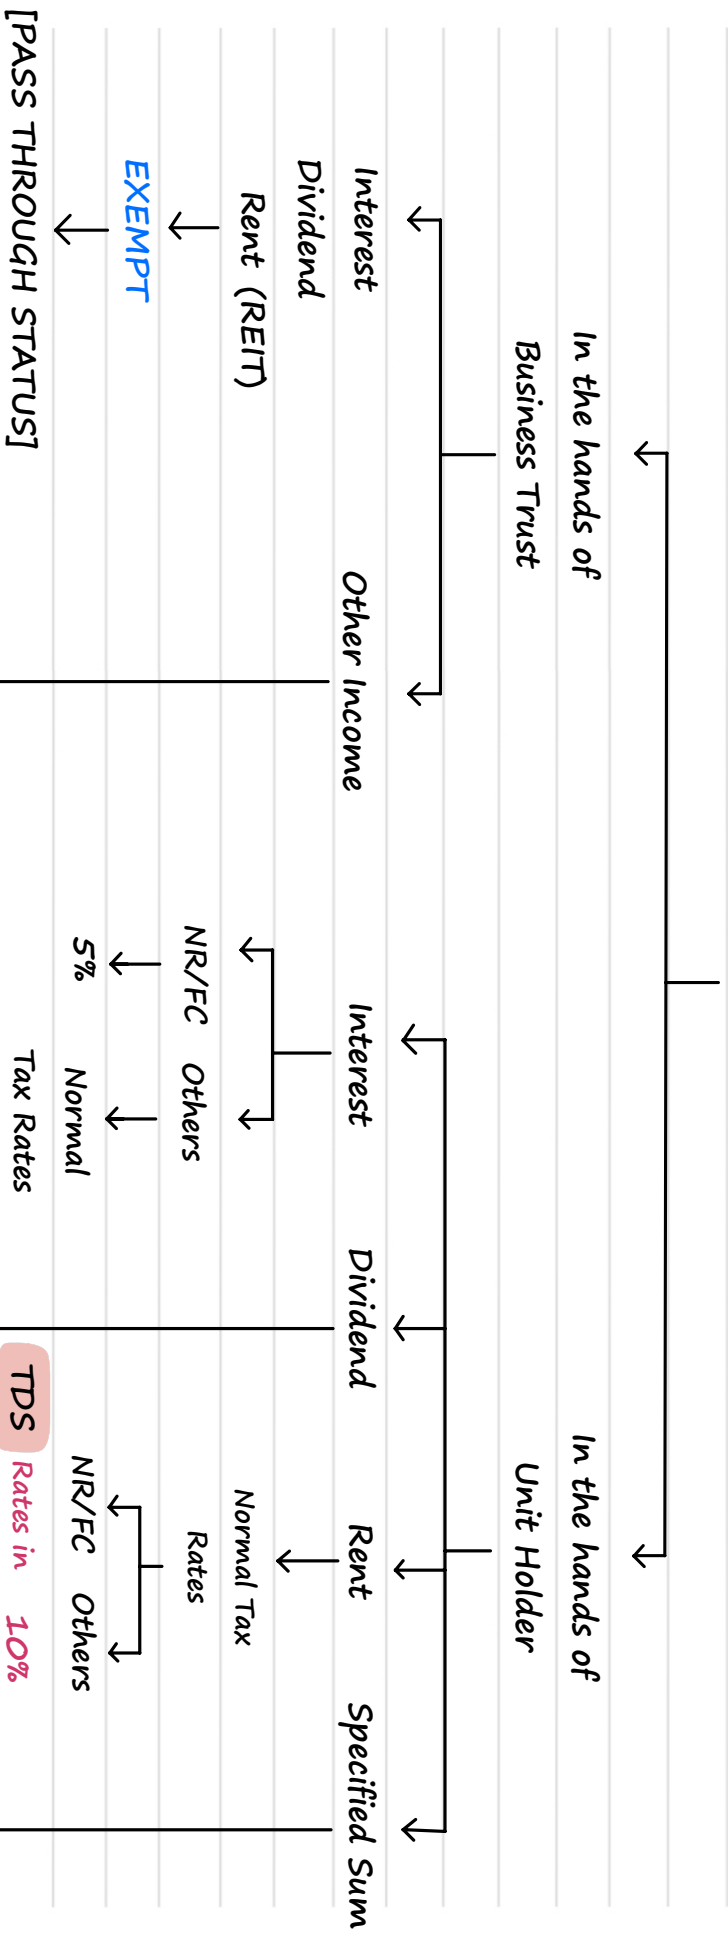 In the hands of
Business Trust
In the hands of
Unit Holder
Interest
Dividend
Rent (REIT)
EXEMPT
[PASS THROUGH STATUS]
Other Income
Interest
NR/FC
Others
5%
Normal
Tax Rates
Dividend
Rent
Normal Tax
Rates
NR/FC
Others
TDS
Rates in
10%
Specified Sum